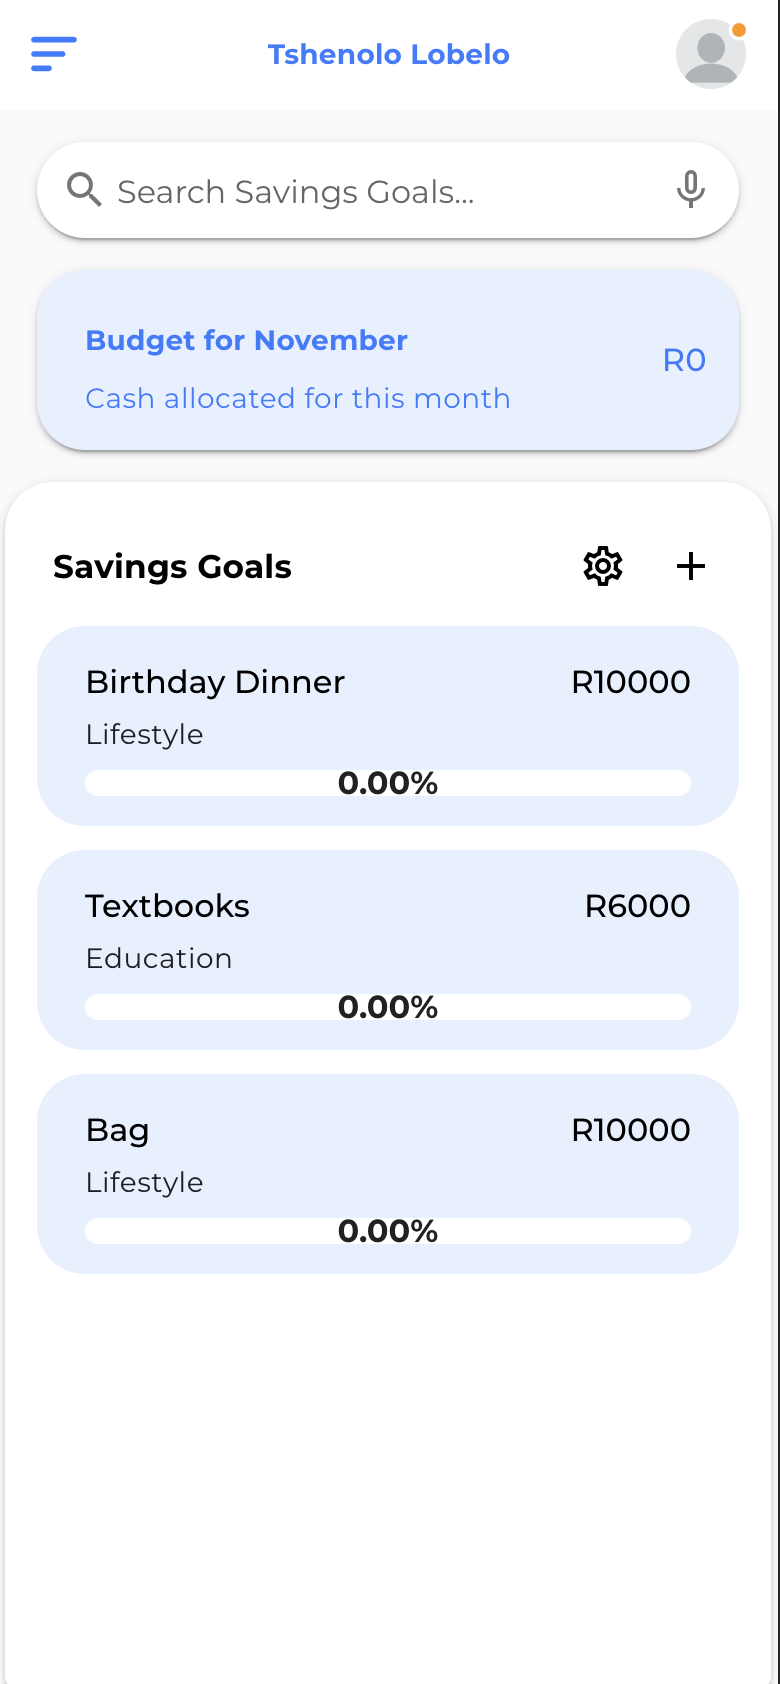 Tshenolo Lobelo
Search Savings Goals...
Budget for November
R0
Cash allocated for this month
Savings Goals
Birthday Dinner R10000
Lifestyle
0.00%
Textbooks R6000
Education
0.00%
Bag R10000
Lifestyle
0.00%